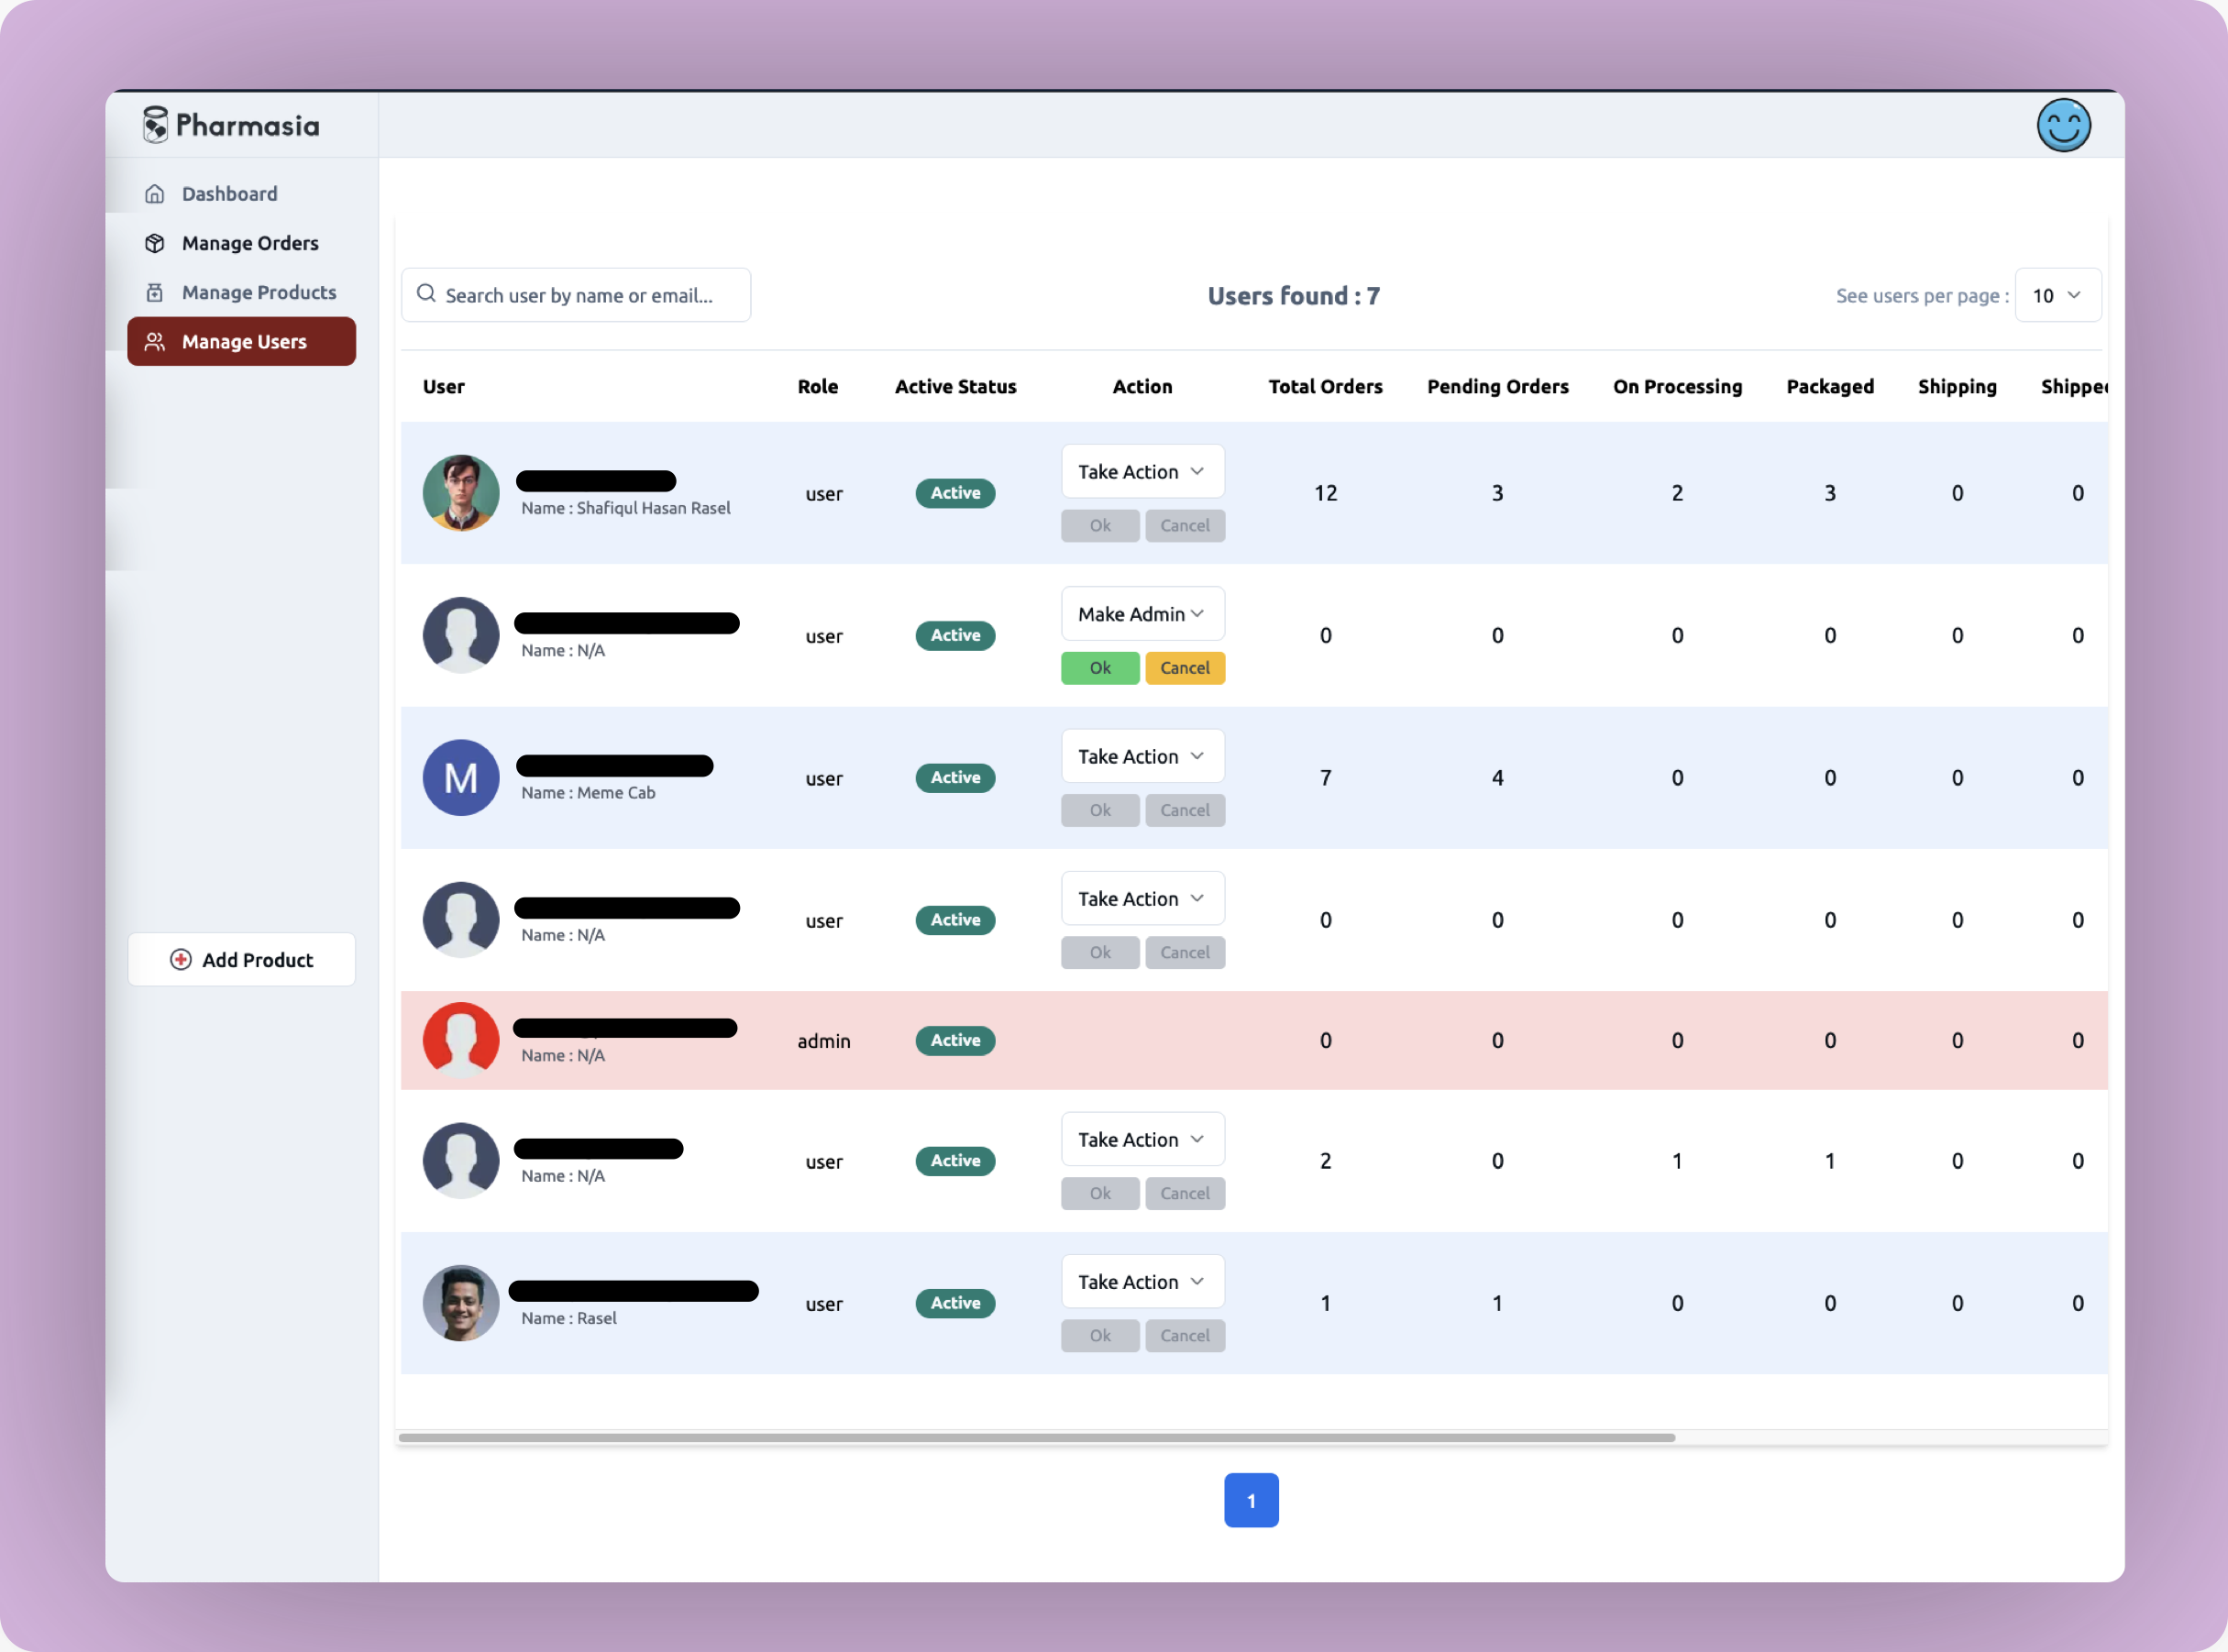 Pharmasia
Dashboard
Manage Orders
Manage Products
Manage Users
Add Product
Search user by name or email...
Users found : 7
See users per page : 10
User Role Active Status Action Total Orders Pending Orders On Processing Packaged Shipping Shipped
Take Action
Name : Shafiqul Hasan Rasel user Active 12 3 2 3 0 0
Ok Cancel
Make Admin
Name : N/A user Active 0 0 0 0 0 0
Ok Cancel
Take Action
M Name : Meme Cab user Active 7 4 0 0 0 0
Ok Cancel
Take Action
Name : N/A user Active 0 0 0 0 0 0
Ok Cancel
Name : N/A admin Active 0 0 0 0 0 0
Take Action
Name : N/A user Active 2 0 1 1 0 0
Ok Cancel
Take Action
Name : Rasel user Active 1 1 0 0 0 0
Ok Cancel
1